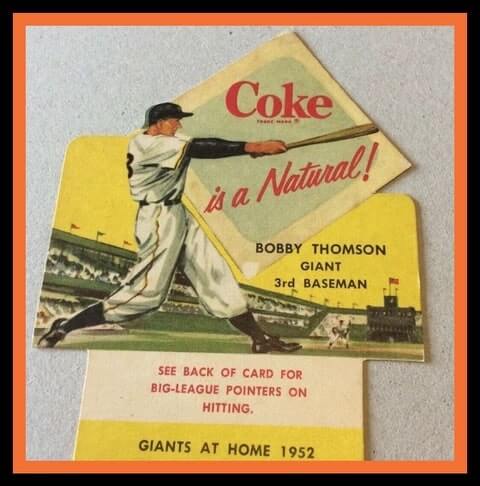 Coke
TRADE MARK ®
is a Natural!
BOBBY THOMSON
GIANT
3rd BASEMAN
SEE BACK OF CARD FOR
BIG-LEAGUE POINTERS ON
HITTING.
GIANTS AT HOME 1952